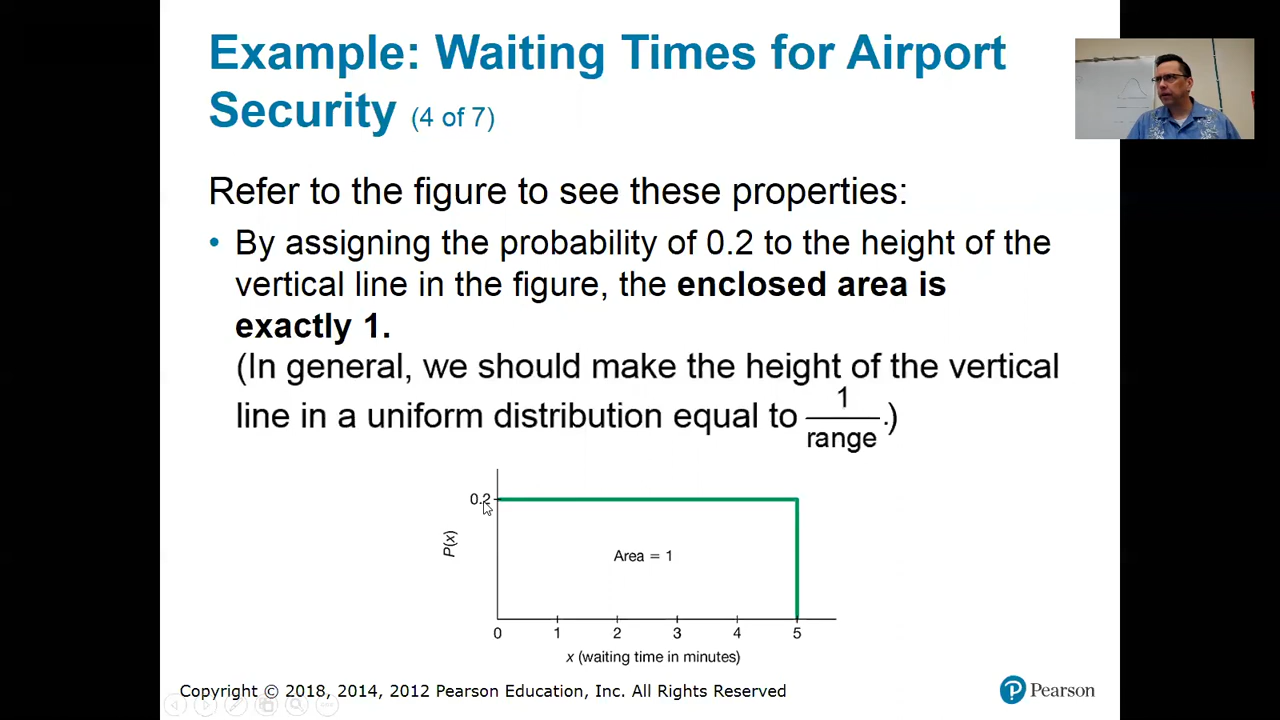 Example: Waiting Times for Airport
Security (4 of 7)
Refer to the figure to see these properties:
• By assigning the probability of 0.2 to the height of the
vertical line in the figure, the enclosed area is
exactly 1.
(In general, we should make the height of the vertical
line in a uniform distribution equal to 1/range.)
0.2
P(x)
Area = 1
0 1 2 3 4 5
x (waiting time in minutes)
Copyright © 2018, 2014, 2012 Pearson Education, Inc. All Rights Reserved
P Pearson